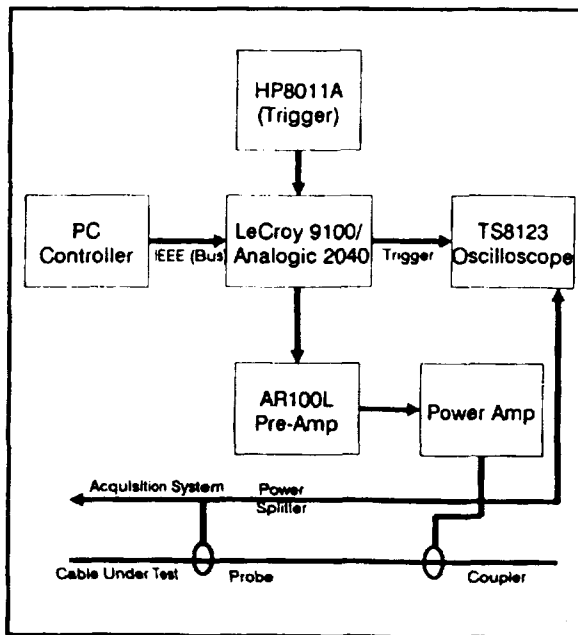 HP8011A
(Trigger)
PC
Controller
IEEE (Bus)
LeCroy 9100/
Analogic 2040
Trigger
TS8123
Oscilloscope
AR100L
Pre-Amp
Power Amp
Acquisition System
Power
Splitter
Cable Under Test
Probe
Coupler